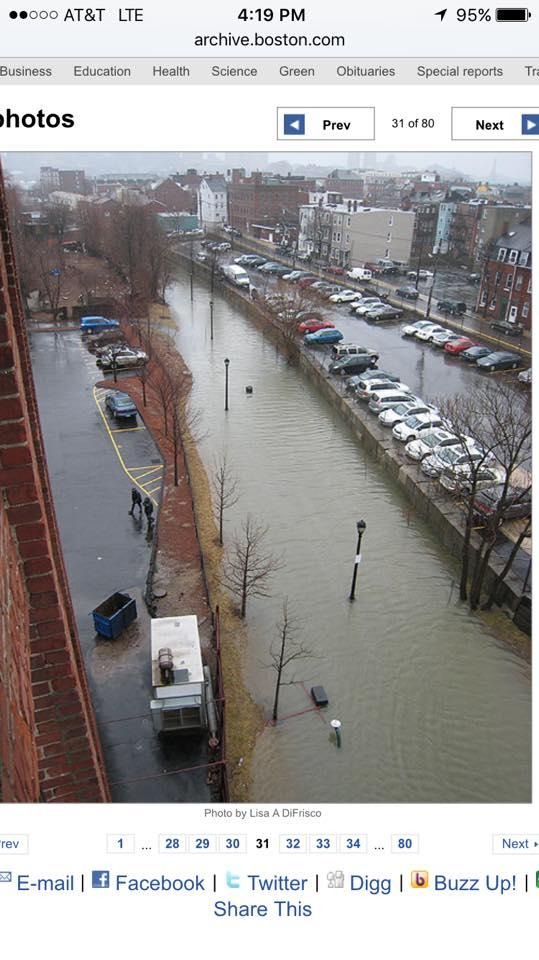 AT&T LTE 4:19 PM 95%
archive.boston.com
Business Education Health Science Green Obituaries Special reports Tra
photos
Prev 31 of 80 Next
Photo by Lisa A DiFrisco
rev 1 ... 28 29 30 31 32 33 34 ... 80 Next
E-mail | Facebook | Twitter | Digg | Buzz Up! |
Share This